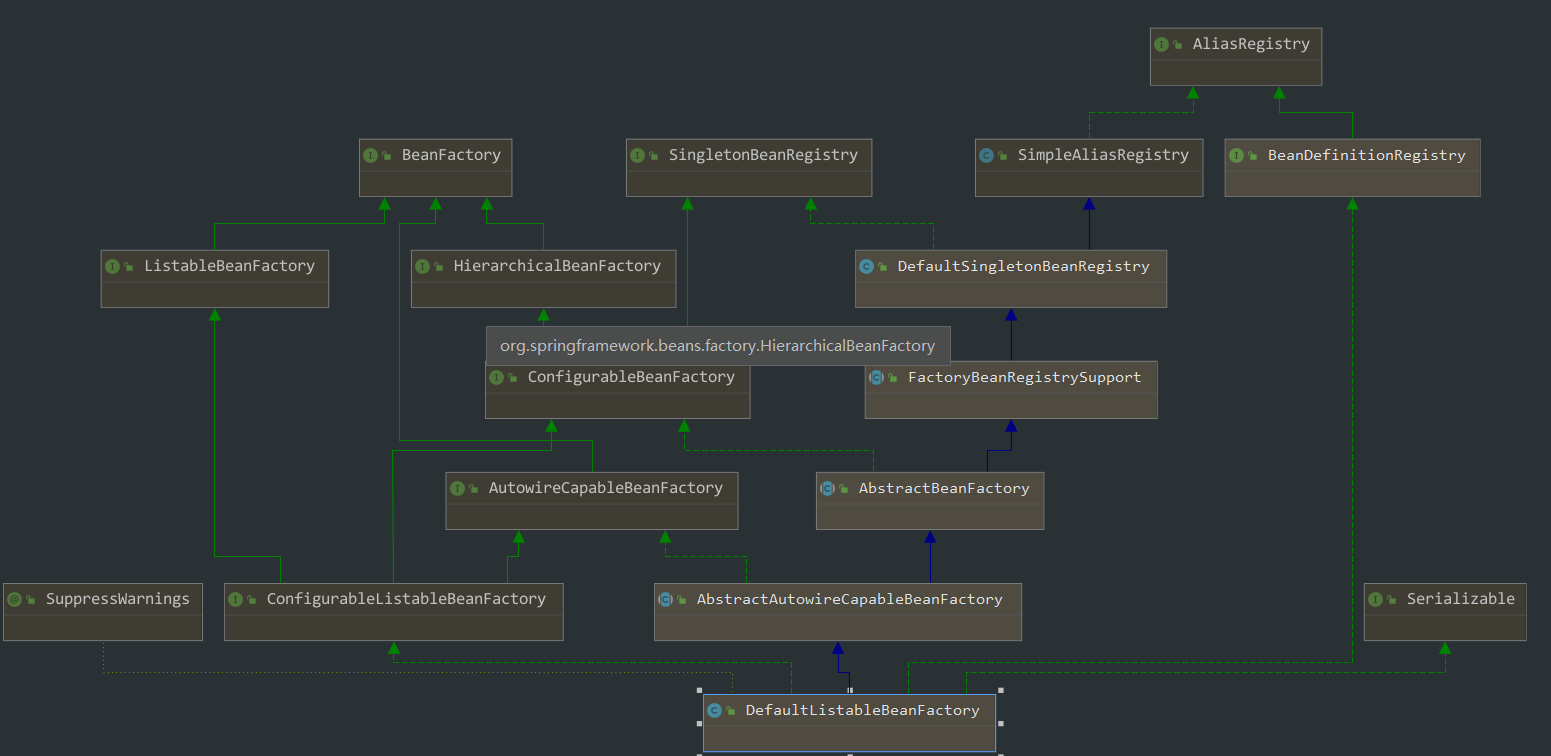 AliasRegistry
BeanFactory
SingletonBeanRegistry
SimpleAliasRegistry
BeanDefinitionRegistry
ListableBeanFactory
HierarchicalBeanFactory
DefaultSingletonBeanRegistry
org.springframework.beans.factory.HierarchicalBeanFactory
ConfigurableBeanFactory
FactoryBeanRegistrySupport
AutowireCapableBeanFactory
AbstractBeanFactory
SuppressWarnings
ConfigurableListableBeanFactory
AbstractAutowireCapableBeanFactory
Serializable
DefaultListableBeanFactory